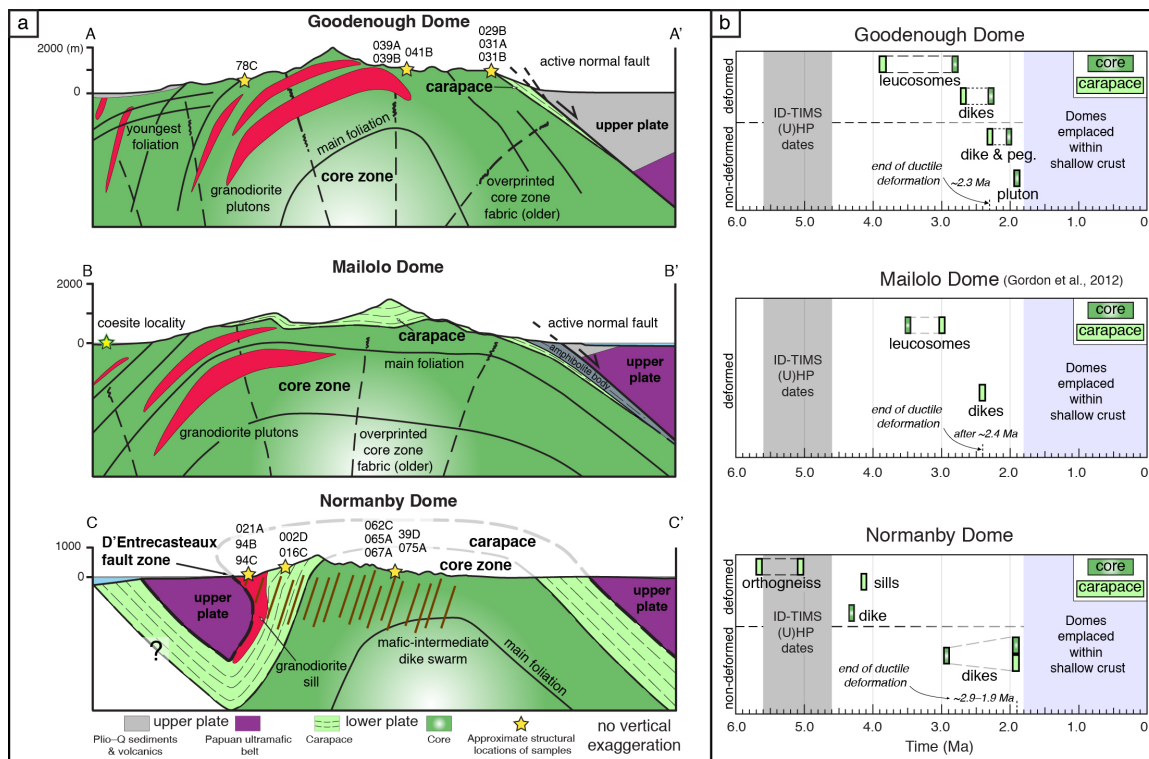 a
Goodenough Dome
A
A'
2000 (m)
0
78C
039A
039B
041B
029B
031A
031B
active normal fault
carapace
upper plate
youngest
foliation
main foliation
core zone
granodiorite
plutons
overprinted
core zone
fabric (older)
Mailolo Dome
B
B'
2000
0
coesite locality
active normal fault
carapace
amphibolite body
upper
plate
main foliation
core zone
granodiorite plutons
overprinted
core zone
fabric (older)
Normanby Dome
C
C'
1000
0
D'Entrecasteaux
fault zone
021A
94B
94C
002D
016C
062C
065A
067A
39D
075A
carapace
core zone
upper
plate
upper
plate
?
granodiorite
sill
mafic-intermediate
dike swarm
main foliation
upper plate
lower plate
Plio–Q sediments
& volcanics
Papuan ultramafic
belt
Carapace
Core
Approximate structural
locations of samples
no vertical
exaggeration
b
Goodenough Dome
deformed
non-deformed
ID-TIMS
(U)HP
dates
leucosomes
dikes
dike & peg.
pluton
end of ductile
deformation
~2.3 Ma
core
carapace
Domes
emplaced
within
shallow crust
6.0 5.0 4.0 3.0 2.0 1.0 0
Mailolo Dome (Gordon et al., 2012)
deformed
ID-TIMS
(U)HP
dates
leucosomes
dikes
end of ductile
deformation
after ~2.4 Ma
core
carapace
Domes
emplaced
within
shallow crust
6.0 5.0 4.0 3.0 2.0 1.0 0
Normanby Dome
deformed
non-deformed
orthogneiss
sills
dike
ID-TIMS
(U)HP
dates
dikes
end of ductile
deformation
~2.9–1.9 Ma
core
carapace
Domes
emplaced
within
shallow crust
6.0 5.0 4.0 3.0 2.0 1.0 0
Time (Ma)